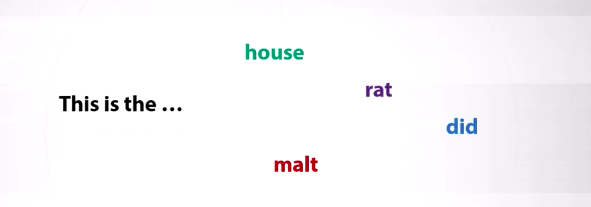 house
rat
This is the …
did
malt